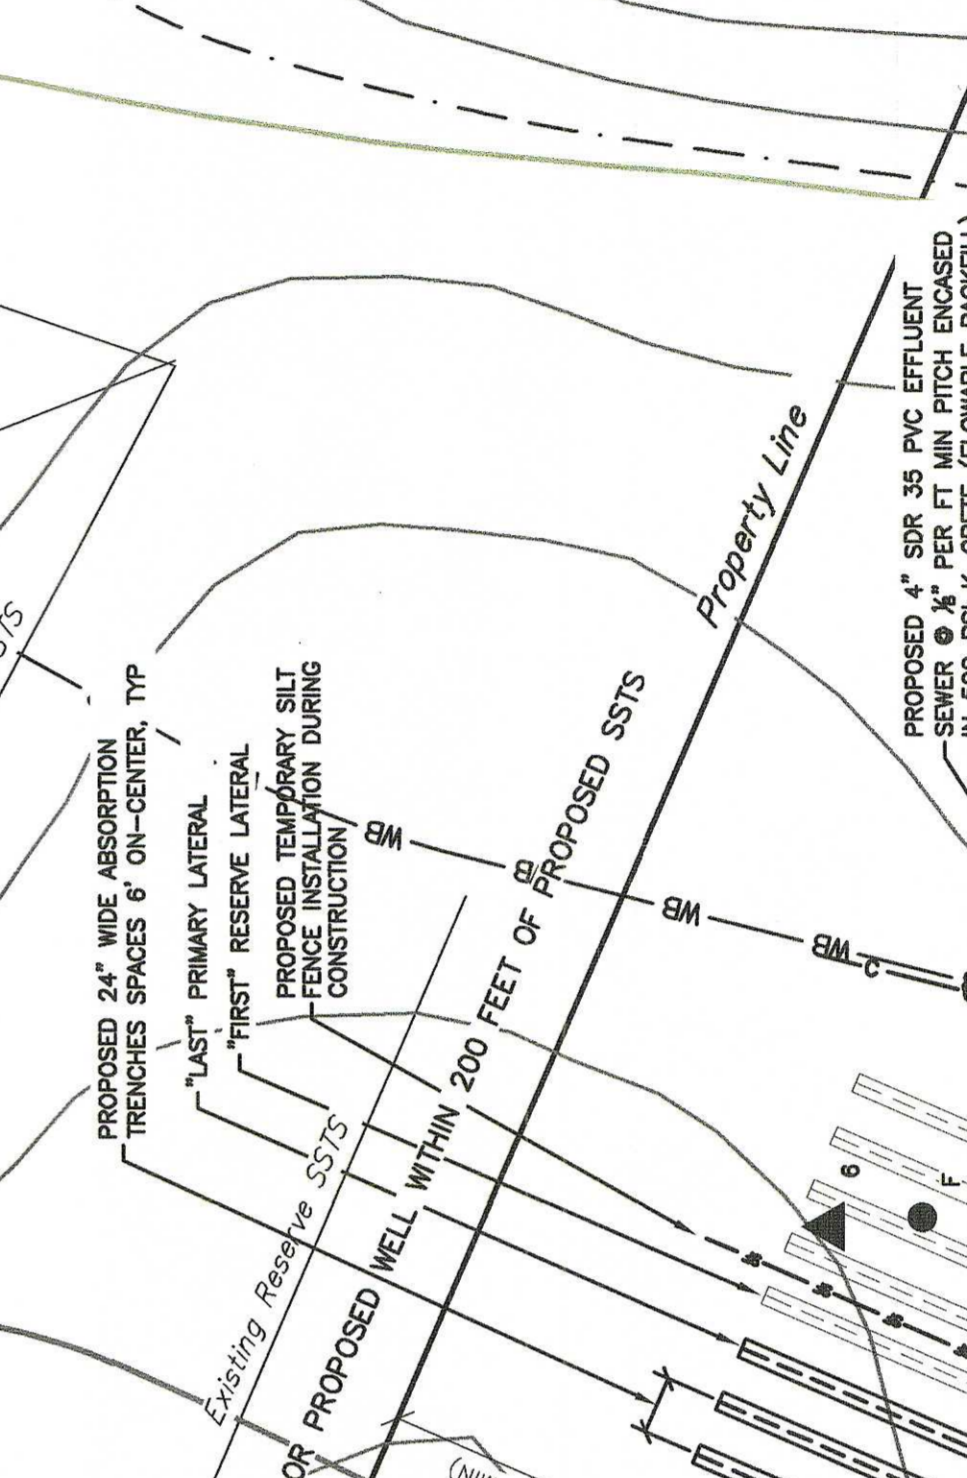 STS
PROPOSED 24" WIDE ABSORPTION
TRENCHES SPACES 6' ON-CENTER, TYP
"LAST" PRIMARY LATERAL
"FIRST" RESERVE LATERAL
PROPOSED TEMPORARY SILT
FENCE INSTALLATION DURING
CONSTRUCTION
WB
B
WB
WB
C
Existing Reserve SSTS
OR PROPOSED WELL WITHIN 200 FEET OF PROPOSED SSTS
Property Line
PROPOSED 4" SDR 35 PVC EFFLUENT
SEWER @ ⅛" PER FT MIN PITCH ENCASED
6
F